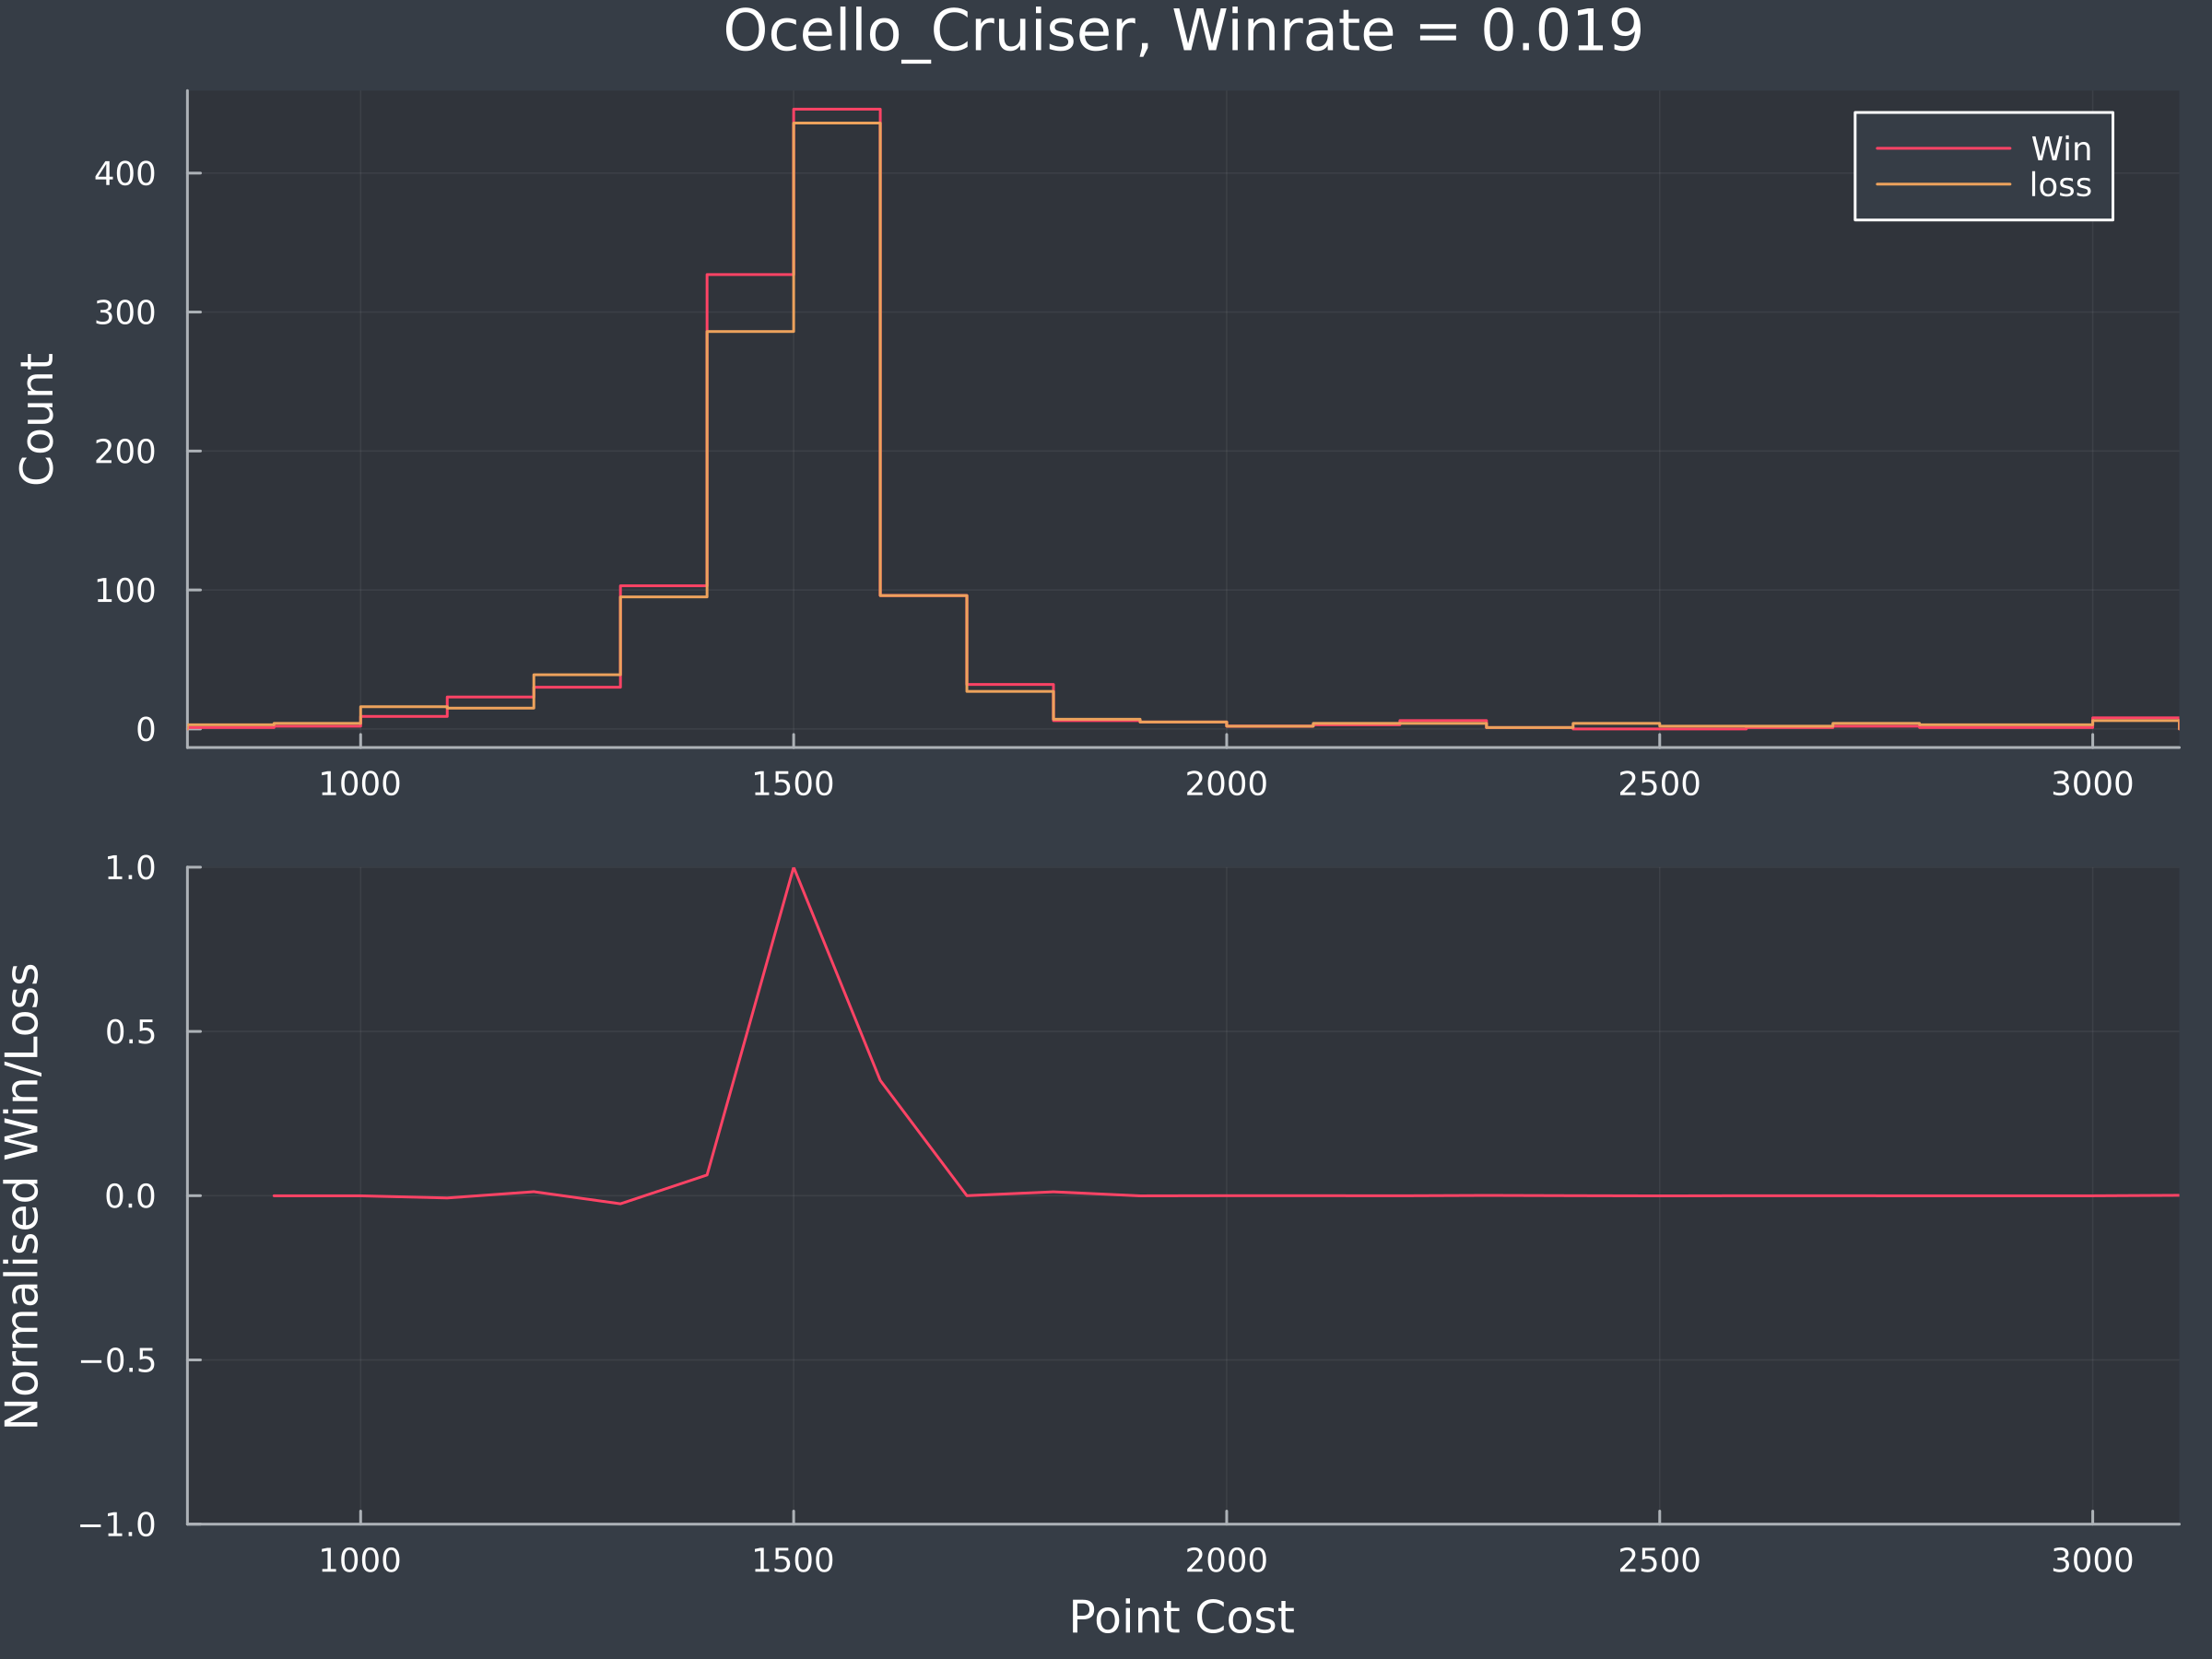 Ocello_Cruiser, Winrate = 0.019
Count
400
300
200
100
0
1000 1500 2000 2500 3000
Win
loss
Normalised Win/Loss
1.0
0.5
0.0
−0.5
−1.0
1000 1500 2000 2500 3000
Point Cost